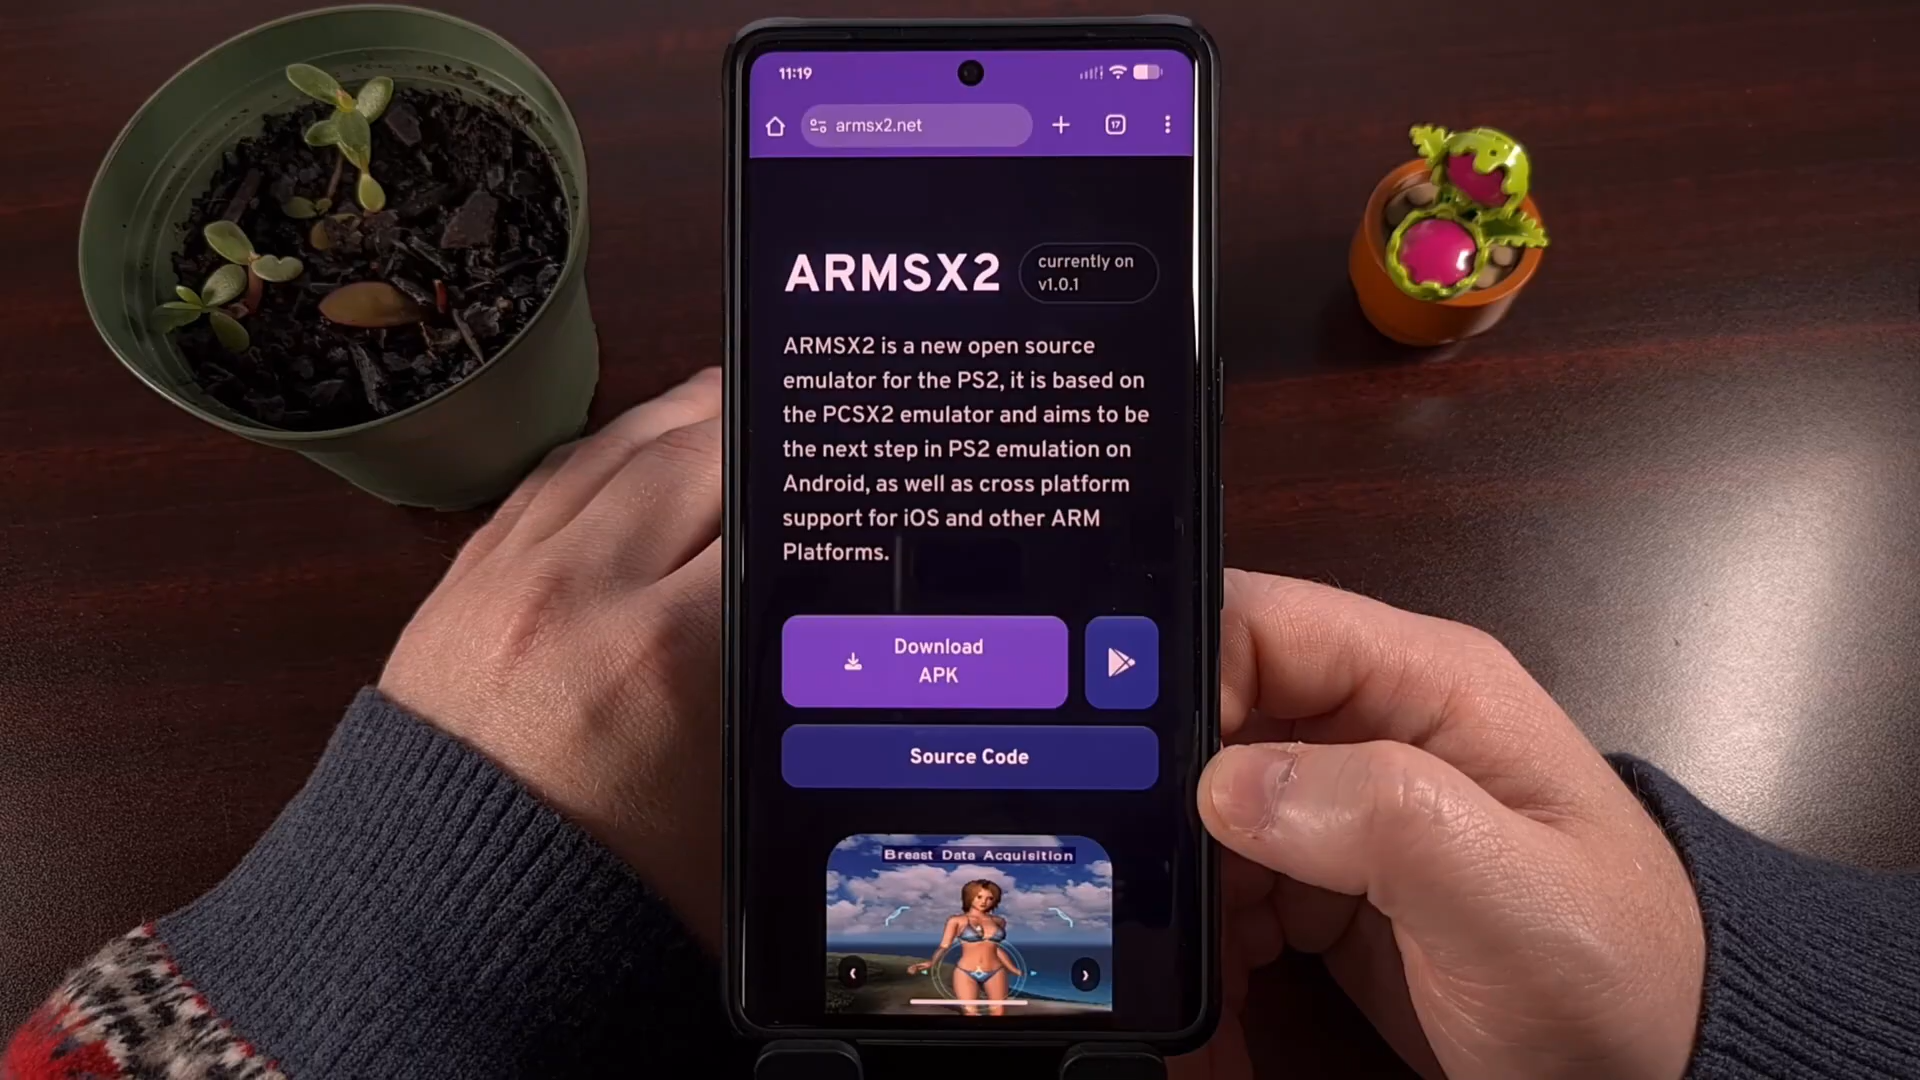 11:19
armsx2.net
17
ARMSX2
currently on
v1.0.1
ARMSX2 is a new open source
emulator for the PS2, it is based on
the PCSX2 emulator and aims to be
the next step in PS2 emulation on
Android, as well as cross platform
support for iOS and other ARM
Platforms.
Download
APK
Source Code
Breast Data Acquisition